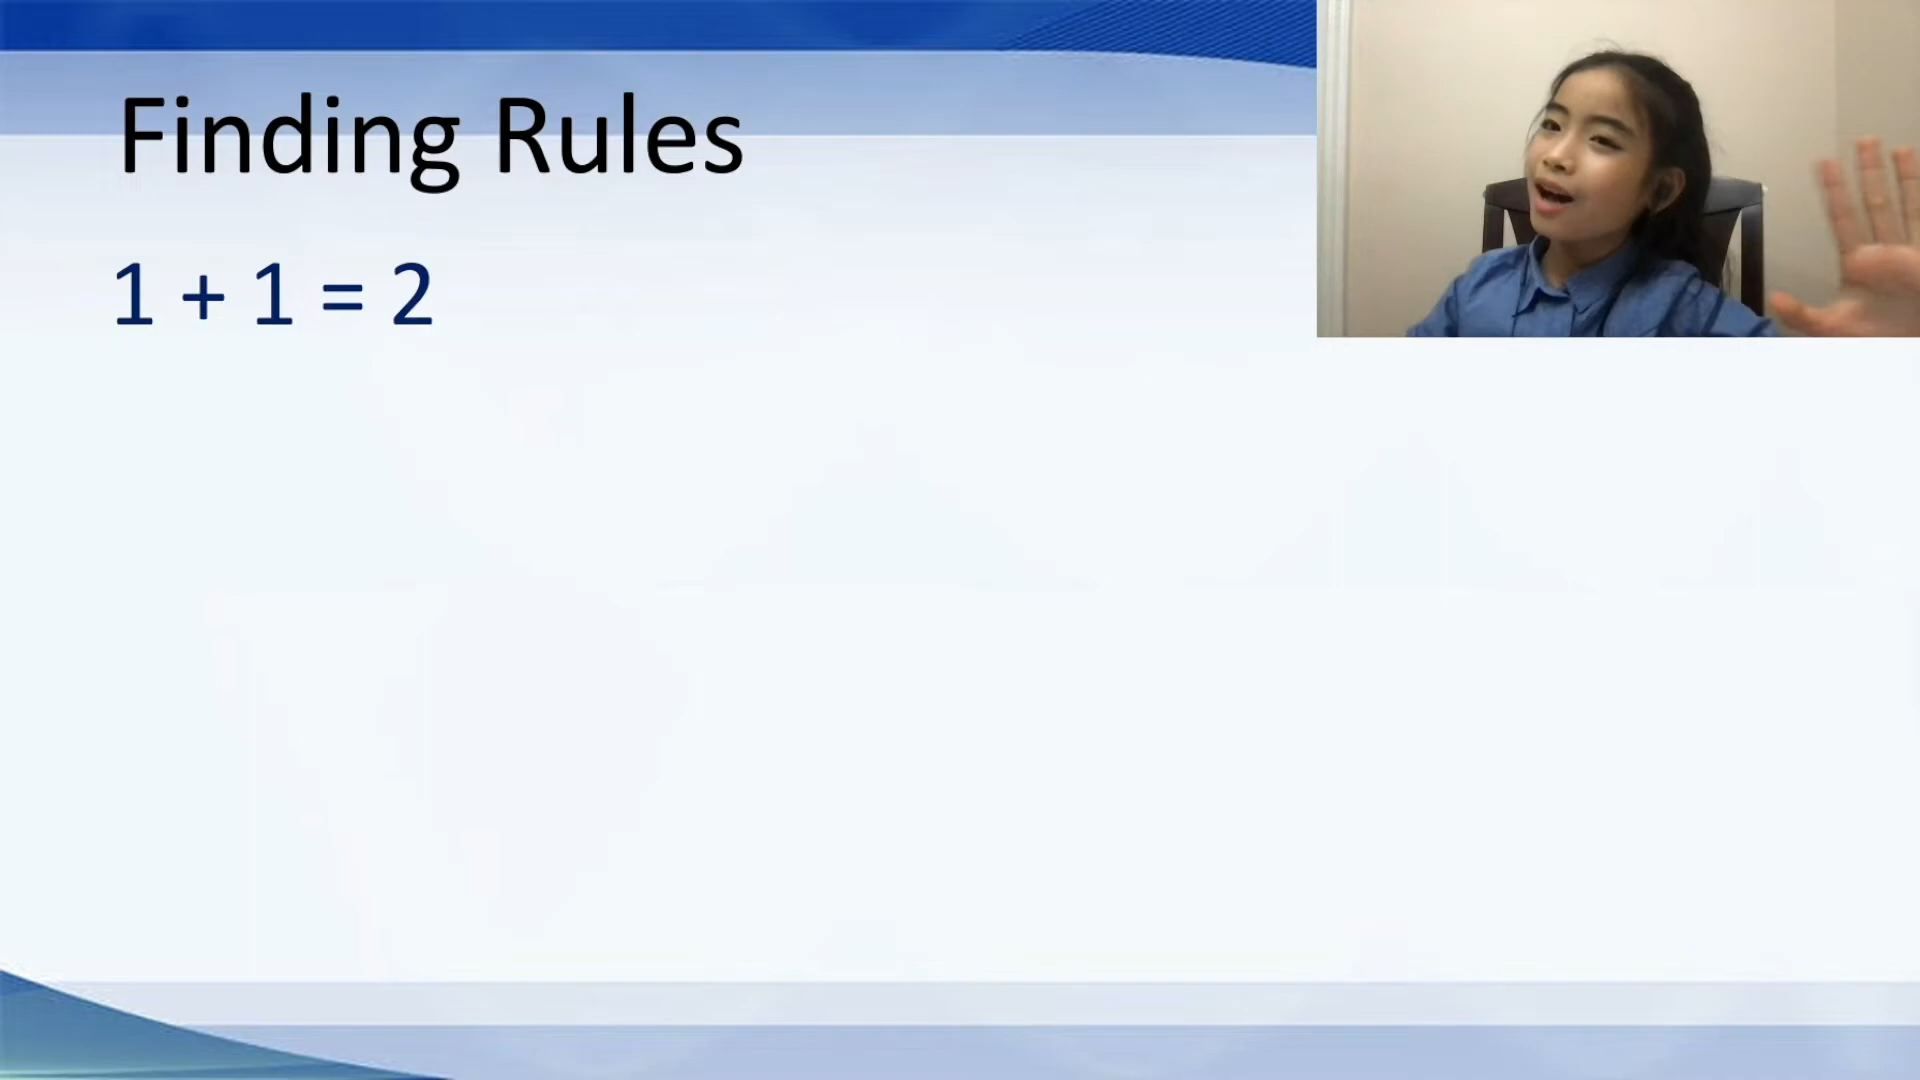 Finding Rules
1 + 1 = 2